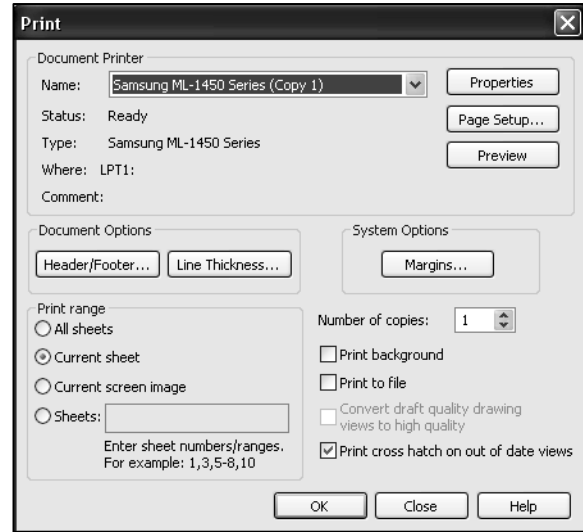 Print
Document Printer
Name: Samsung ML-1450 Series (Copy 1) Properties
Status: Ready Page Setup...
Type: Samsung ML-1450 Series Preview
Where: LPT1:
Comment:
Document Options System Options
Header/Footer... Line Thickness... Margins...
Print range
All sheets
Current sheet
Current screen image
Sheets:
Enter sheet numbers/ranges.
For example: 1,3,5-8,10
Number of copies: 1
Print background
Print to file
Convert draft quality drawing
views to high quality
Print cross hatch on out of date views
OK Close Help